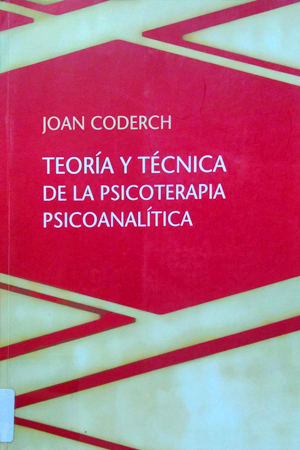 JOAN CODERCH
TEORÍA Y TÉCNICA
DE LA PSICOTERAPIA
PSICOANALÍTICA